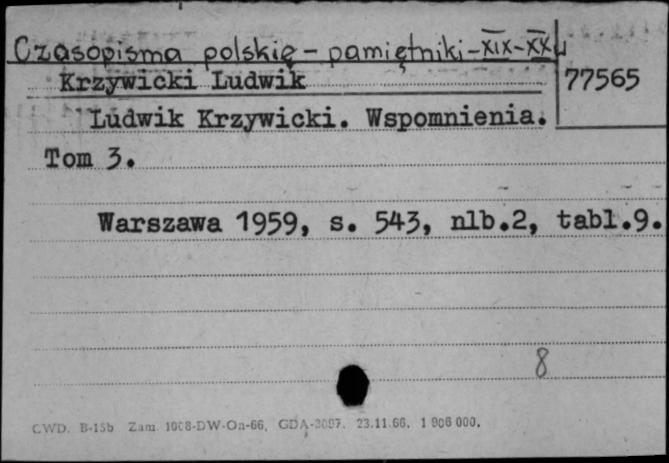 Czasopisma polskie - pamiętniki - XIX-XX w
Krzywicki Ludwik
77565
Ludwik Krzywicki. Wspomnienia.
Tom 3.
Warszawa 1959, s. 543, nlb.2, tabl.9.
8
CWD. B-15b Zam. 1008-DW-On-66, GDA-3097. 23.11.66. 1 906 000.